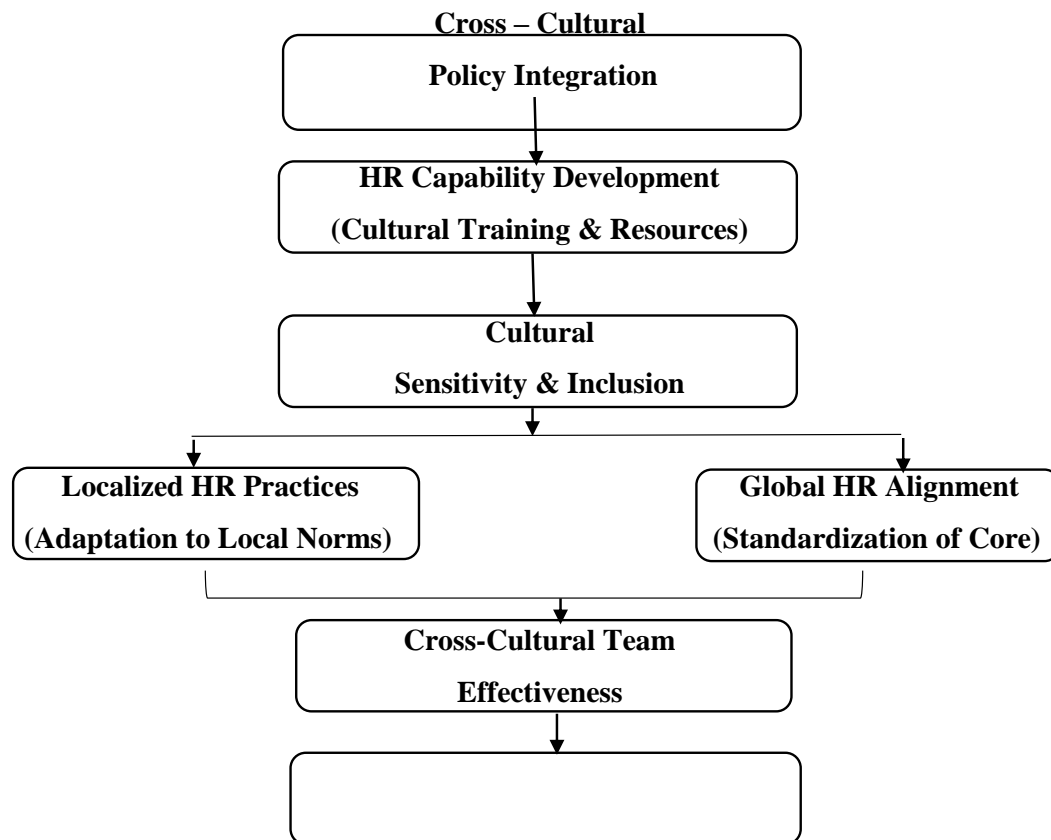 Cross – Cultural
Policy Integration
HR Capability Development
(Cultural Training & Resources)
Cultural
Sensitivity & Inclusion
Localized HR Practices
(Adaptation to Local Norms)
Global HR Alignment
(Standardization of Core)
Cross-Cultural Team
Effectiveness